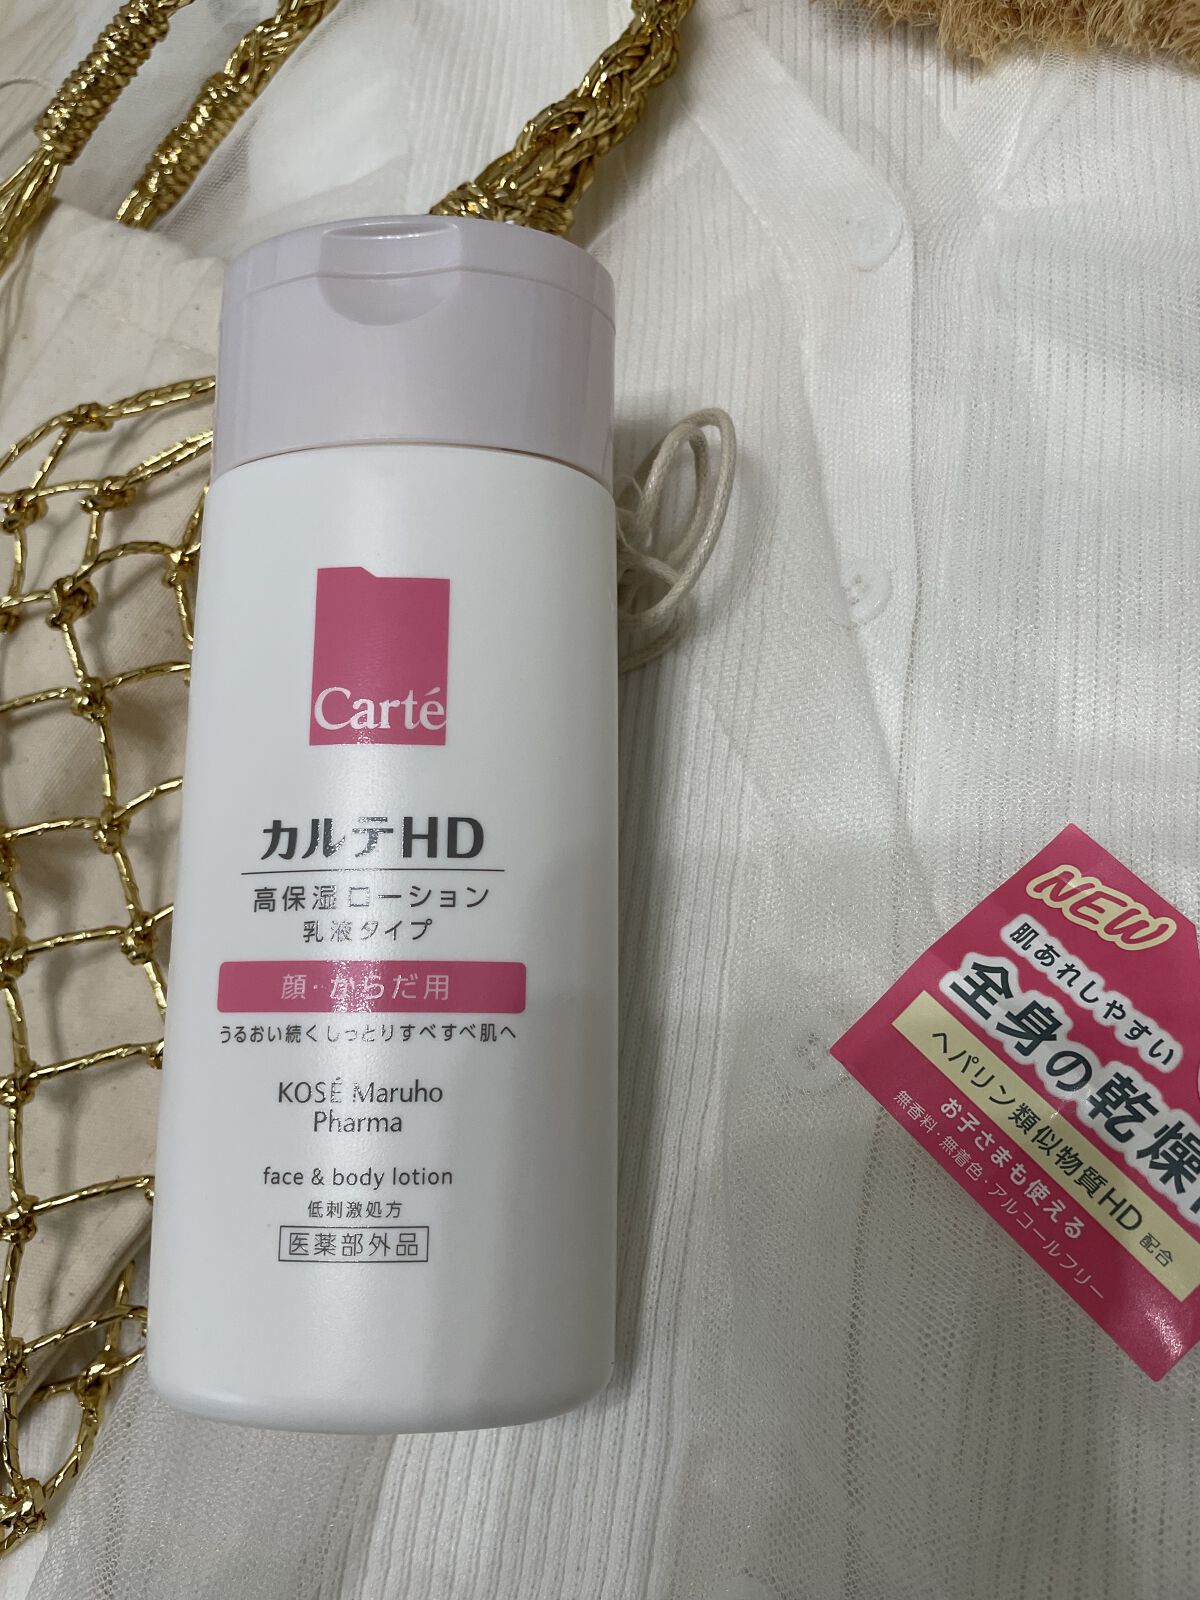 Carté
カルテHD
高保湿ローション
乳液タイプ
顔・からだ用
うるおい続くしっとりすべすべ肌へ
KOSÉ Maruho
Pharma
face & body lotion
低刺激処方
医薬部外品
NEW
肌あれしやすい
全身の乾燥
ヘパリン類似物質HD 配合
お子さまも使える
無香料・無着色・アルコールフリー